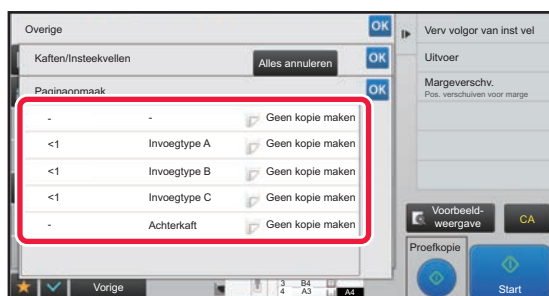 Overige
OK
Kaften/Insteekvellen
Alles annuleren
OK
Paginaopmaak
OK
- - Geen kopie maken
<1 Invoegtype A Geen kopie maken
<1 Invoegtype B Geen kopie maken
<1 Invoegtype C Geen kopie maken
- Achterkaft Geen kopie maken
Vorige
3 B4
4 A3
A4
Verv volgor van inst vel
Uitvoer
Margeverschv.
Pos. verschuiven voor marge
Voorbeeld-
weergave
CA
Proefkopie
Start